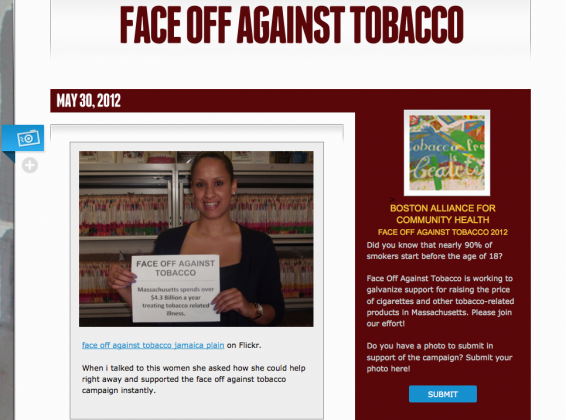 FACE OFF AGAINST TOBACCO
MAY 30, 2012
FACE OFF AGAINST
TOBACCO
Massachusetts spends over
$4.3 Billion a year
treating tobacco related
illness.
face off against tobacco jamaica plain on Flickr.
When i talked to this women she asked how she could help
right away and supported the face off against tobacco
campaign instantly.
BOSTON ALLIANCE FOR
COMMUNITY HEALTH
FACE OFF AGAINST TOBACCO 2012
Did you know that nearly 90% of
smokers start before the age of 18?
Face Off Against Tobacco is working to
galvanize support for raising the price
of cigarettes and other tobacco-related
products in Massachusetts. Please join
our effort!
Do you have a photo to submit in
support of the campaign? Submit your
photo here!
SUBMIT